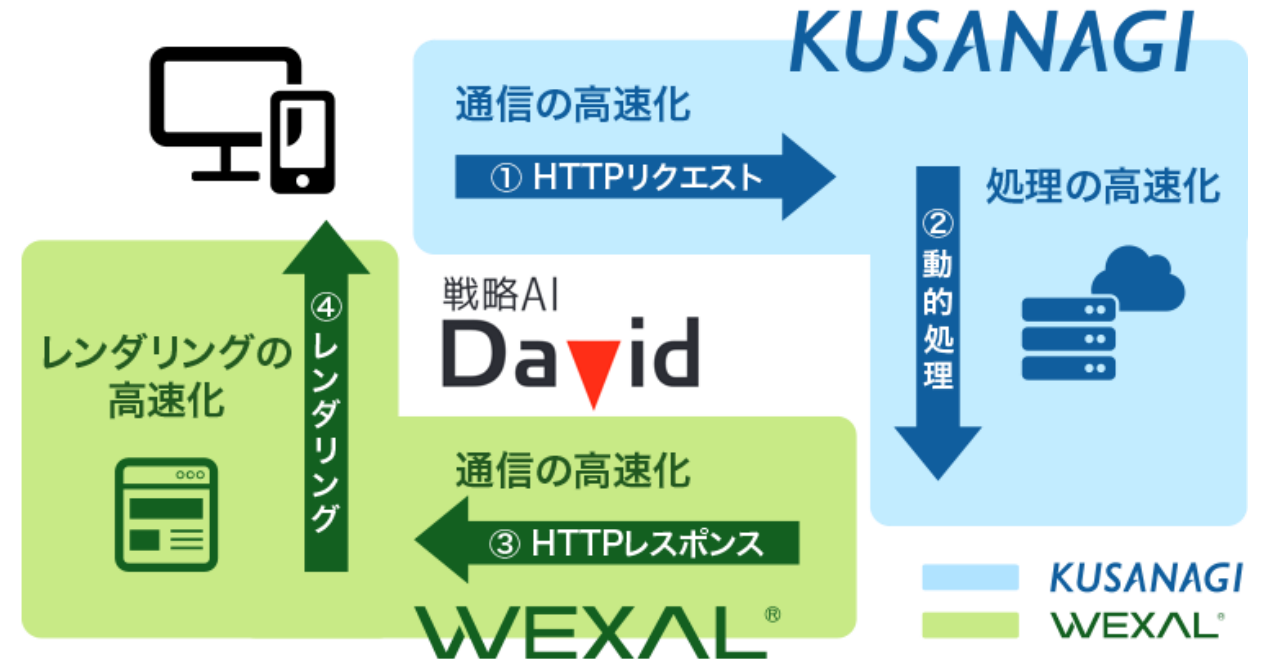 KUSANAGI
通信の高速化
① HTTPリクエスト
処理の高速化
②動的処理
戦略AI
David
レンダリングの
高速化
④レンダリング
通信の高速化
③ HTTPレスポンス
WEXAL®
KUSANAGI
WEXAL®